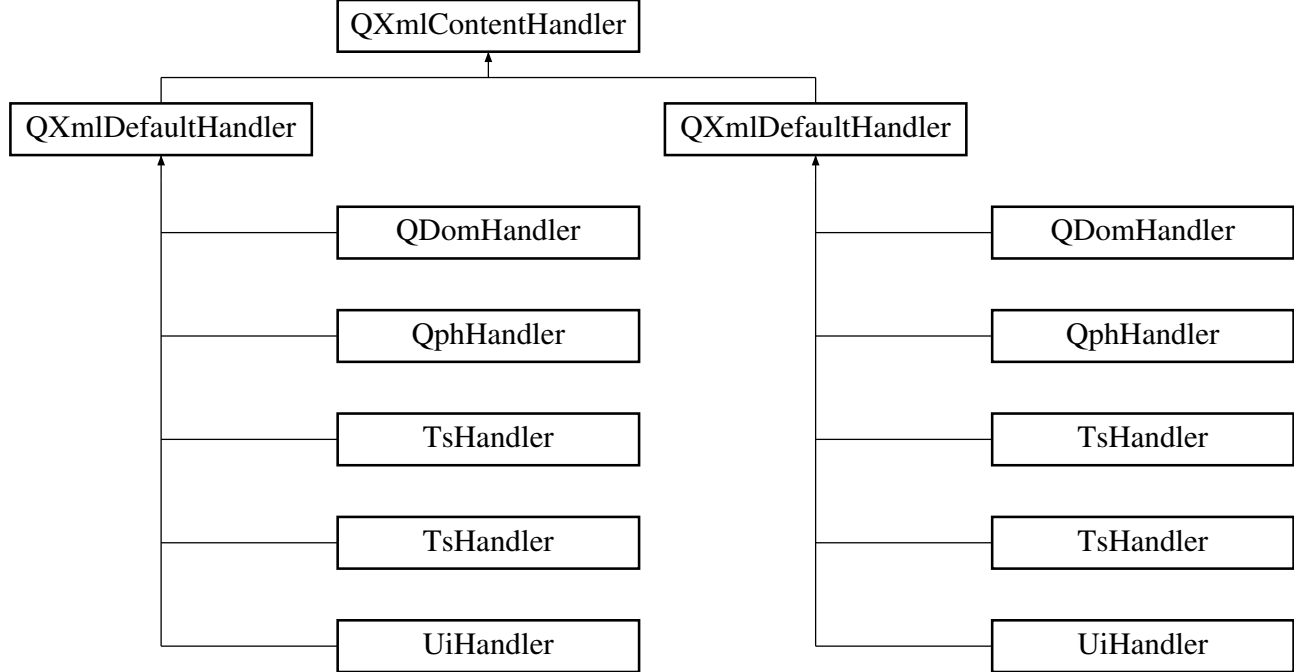 QXmlContentHandler
QXmlDefaultHandler QXmlDefaultHandler
QDomHandler QDomHandler
QphHandler QphHandler
TsHandler TsHandler
TsHandler TsHandler
UiHandler UiHandler